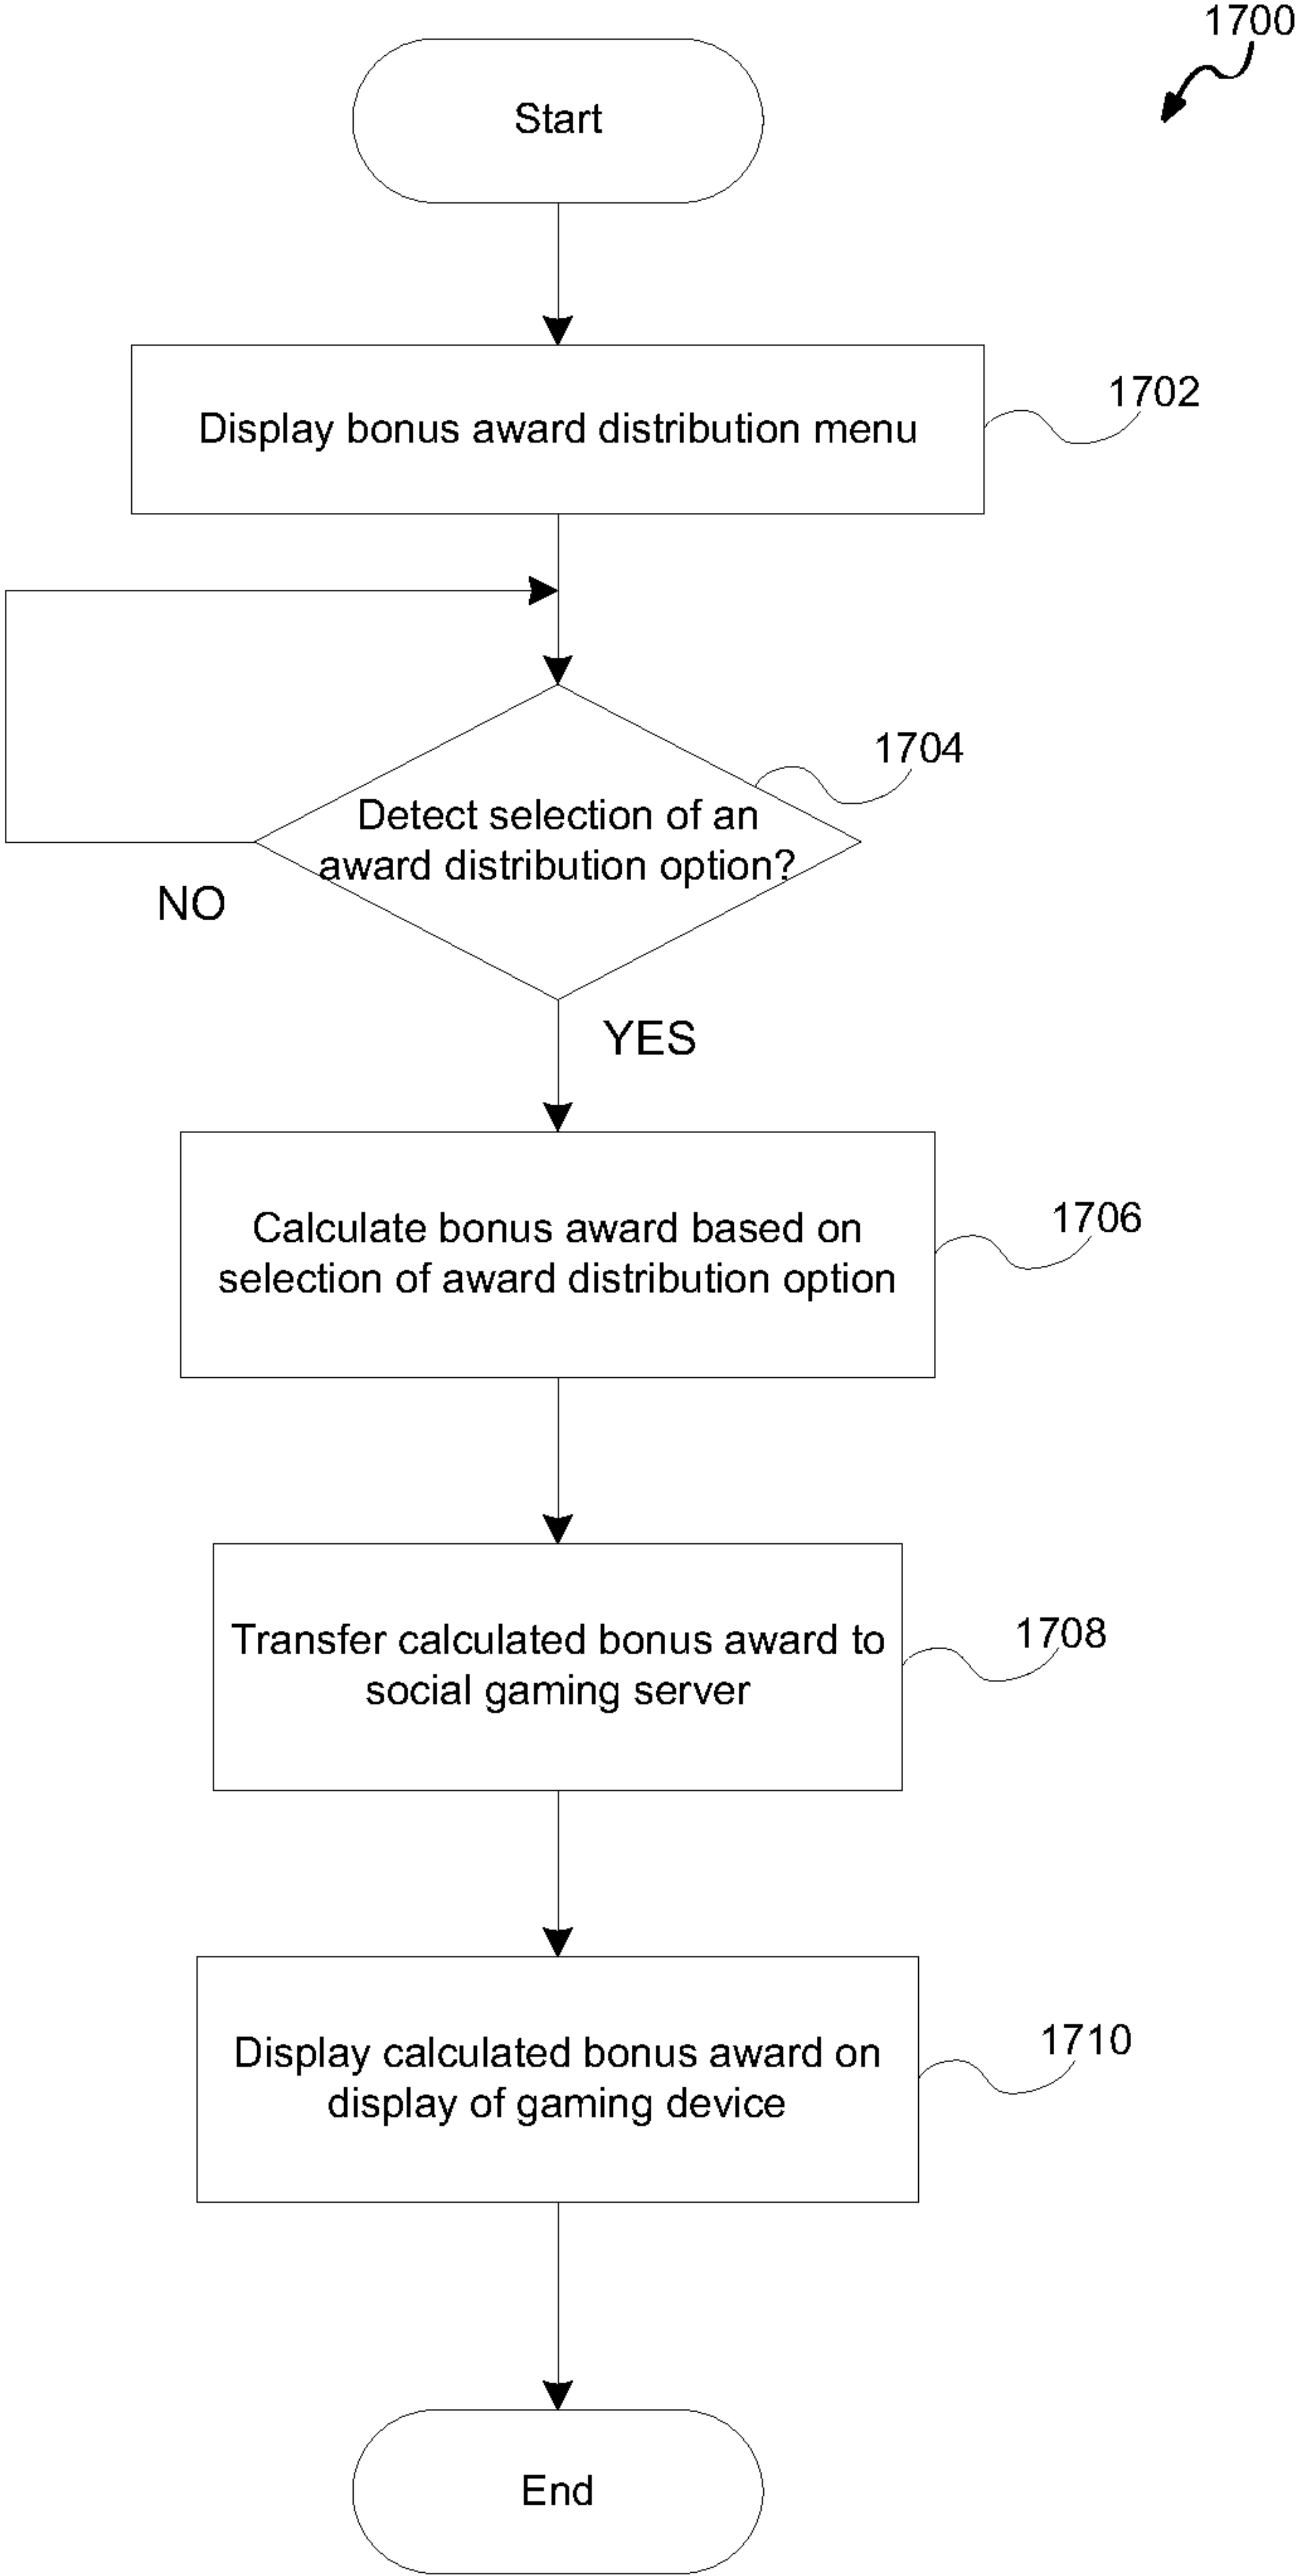 1700
Start
Display bonus award distribution menu
1702
1704
Detect selection of an
award distribution option?
NO
YES
Calculate bonus award based on
selection of award distribution option
1706
Transfer calculated bonus award to
social gaming server
1708
Display calculated bonus award on
display of gaming device
1710
End